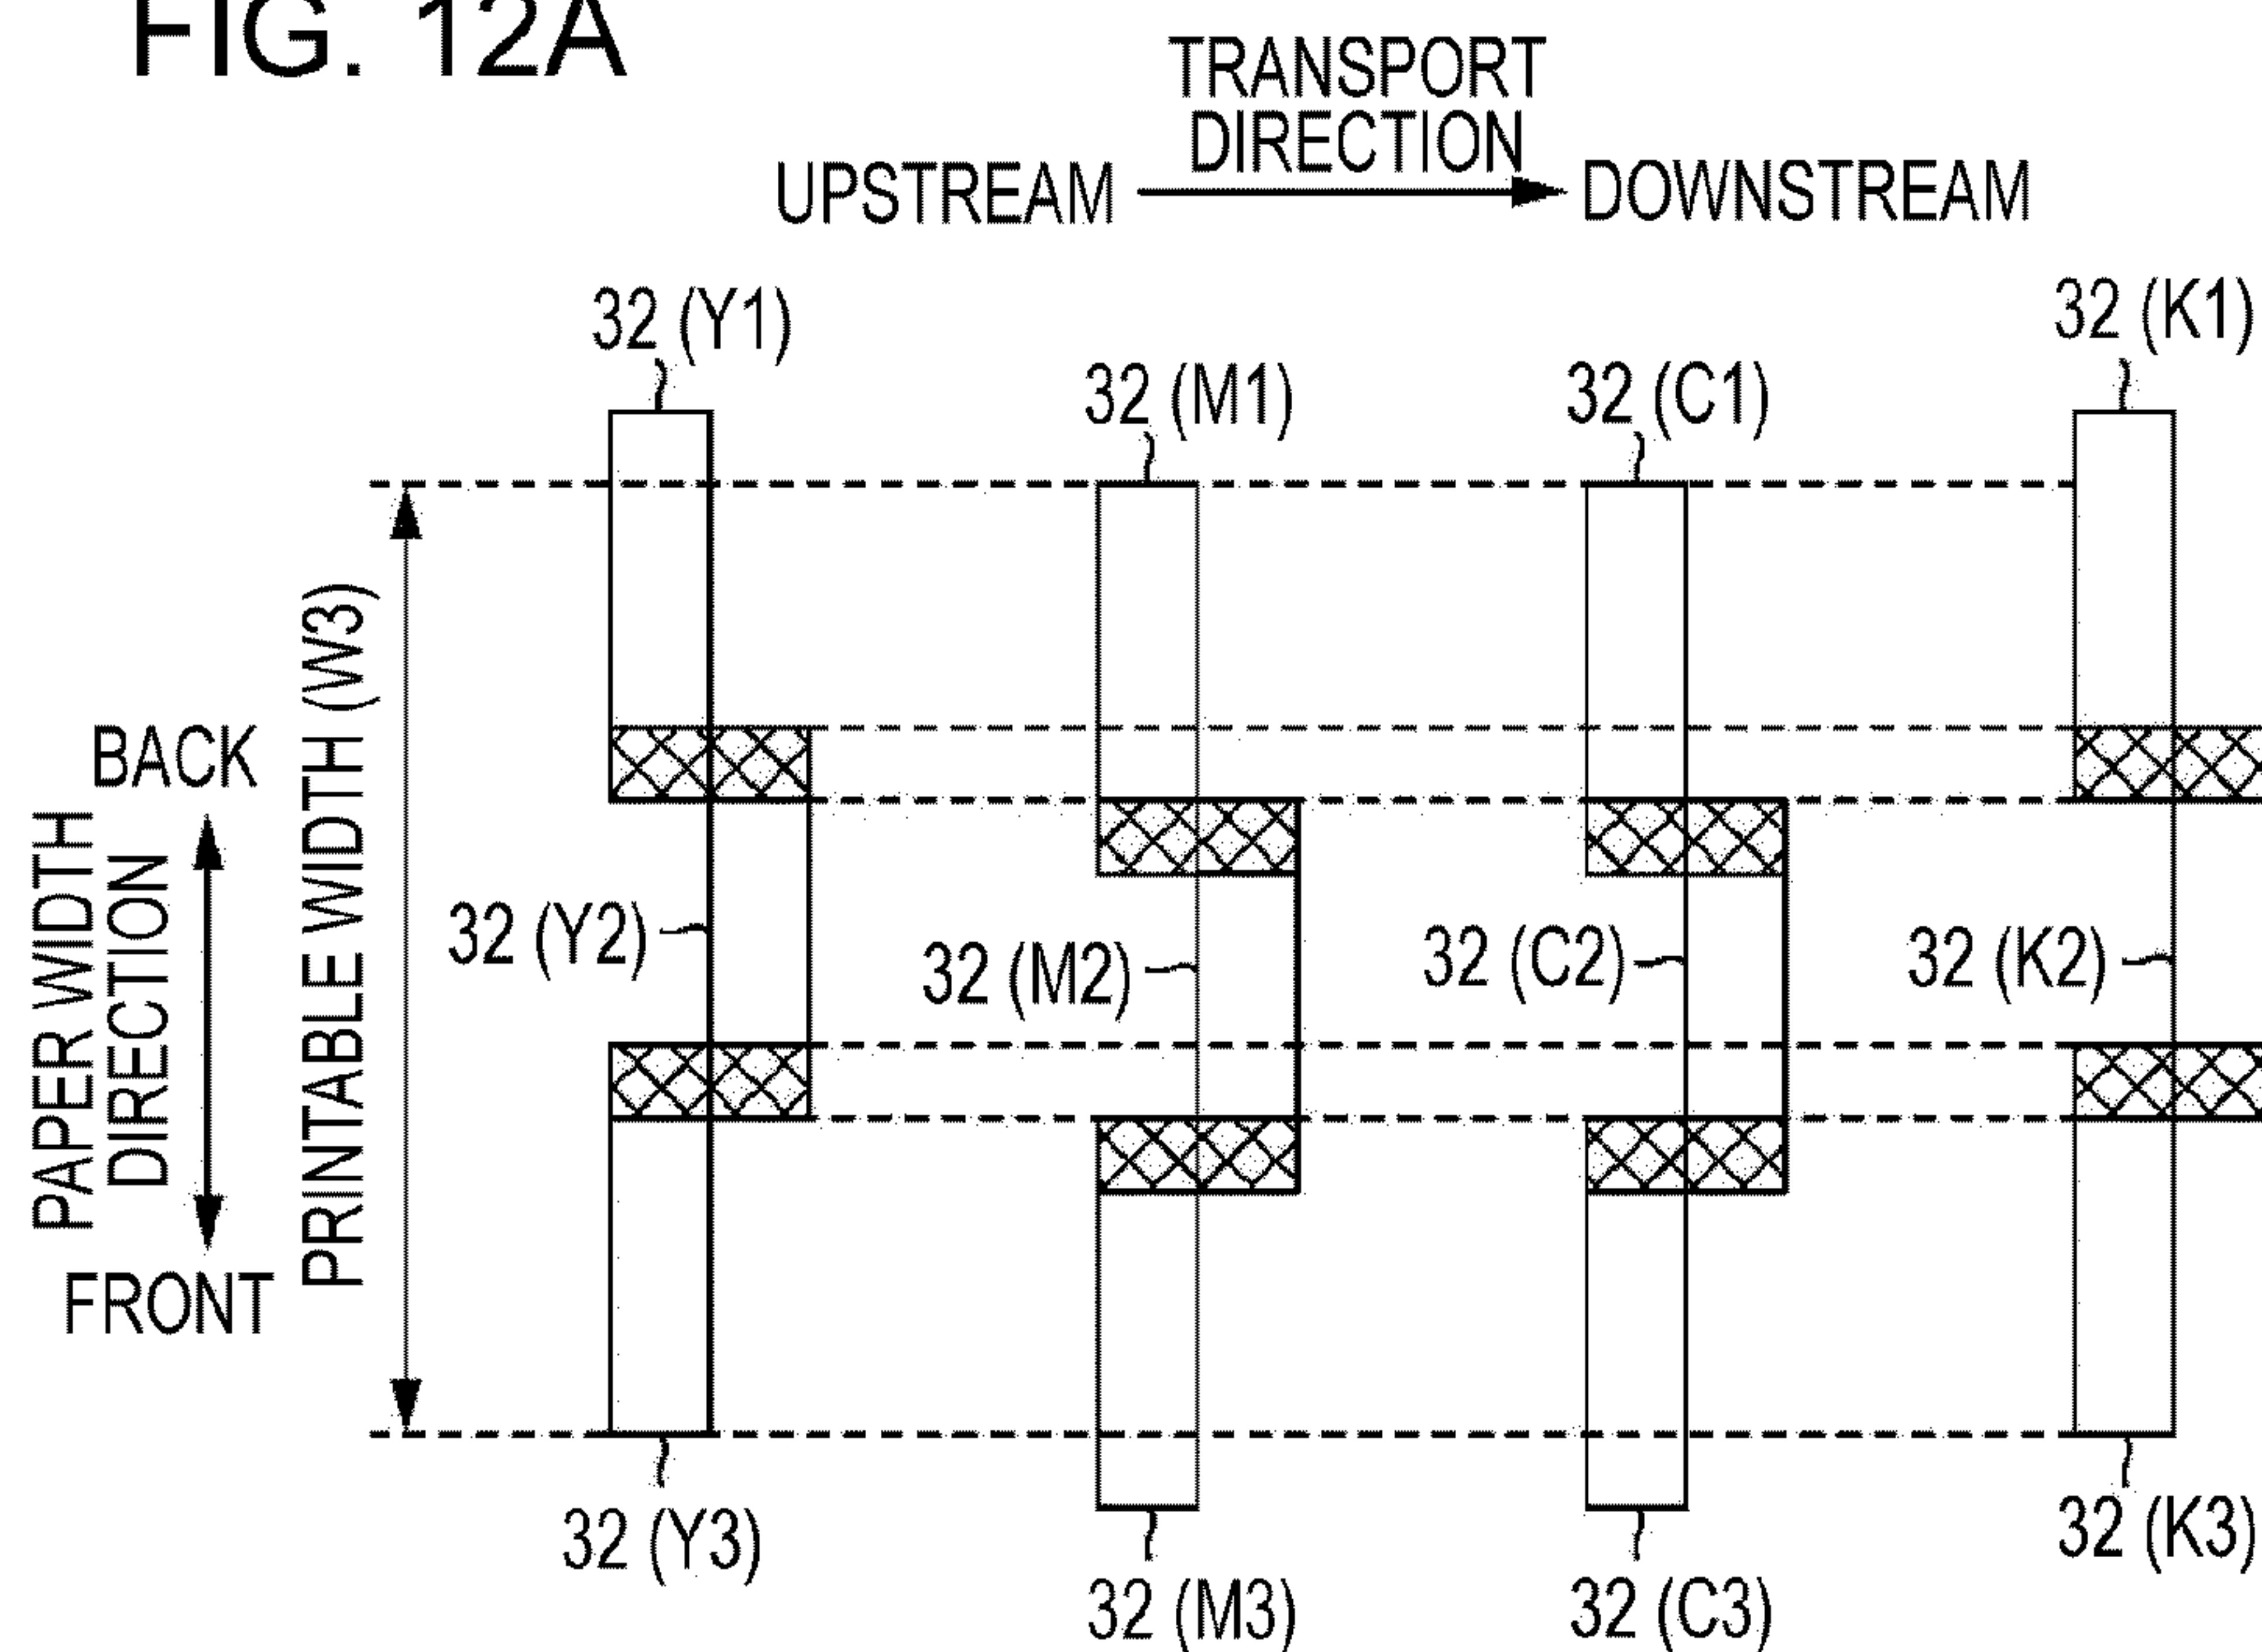 FIG. 12A
TRANSPORT
DIRECTION
UPSTREAM
DOWNSTREAM
32 (Y1)
32 (M1)
32 (C1)
32 (K1)
PRINTABLE WIDTH (W3)
BACK
PAPER WIDTH
DIRECTION
FRONT
32 (Y2)
32 (M2)
32 (C2)
32 (K2)
32 (Y3)
32 (M3)
32 (C3)
32 (K3)